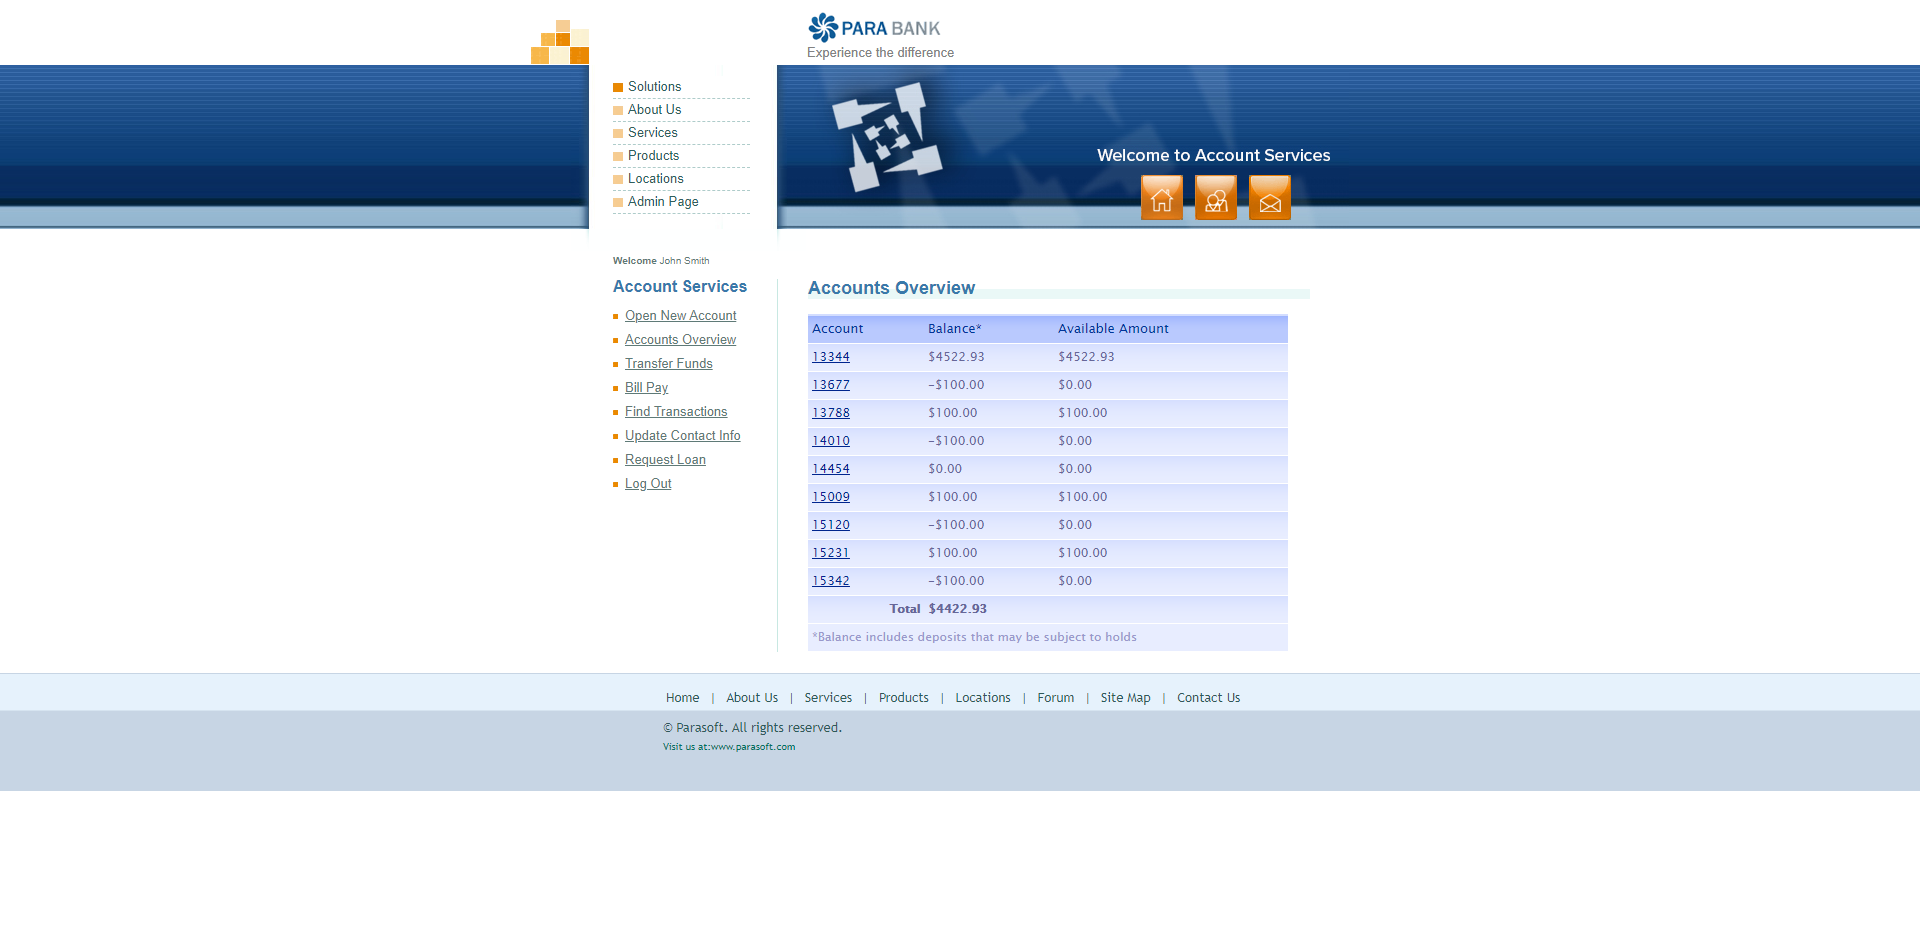 PARA BANK
Experience the difference
Solutions
About Us
Services
Products
Locations
Admin Page
Welcome to Account Services
Welcome John Smith
Account Services
Open New Account
Accounts Overview
Transfer Funds
Bill Pay
Find Transactions
Update Contact Info
Request Loan
Log Out
Accounts Overview
Account Balance* Available Amount
13344 $4522.93 $4522.93
13677 -$100.00 $0.00
13788 $100.00 $100.00
14010 -$100.00 $0.00
14454 $0.00 $0.00
15009 $100.00 $100.00
15120 -$100.00 $0.00
15231 $100.00 $100.00
15342 -$100.00 $0.00
Total $4422.93
*Balance includes deposits that may be subject to holds
Home | About Us | Services | Products | Locations | Forum | Site Map | Contact Us
© Parasoft. All rights reserved.
Visit us at:www.parasoft.com